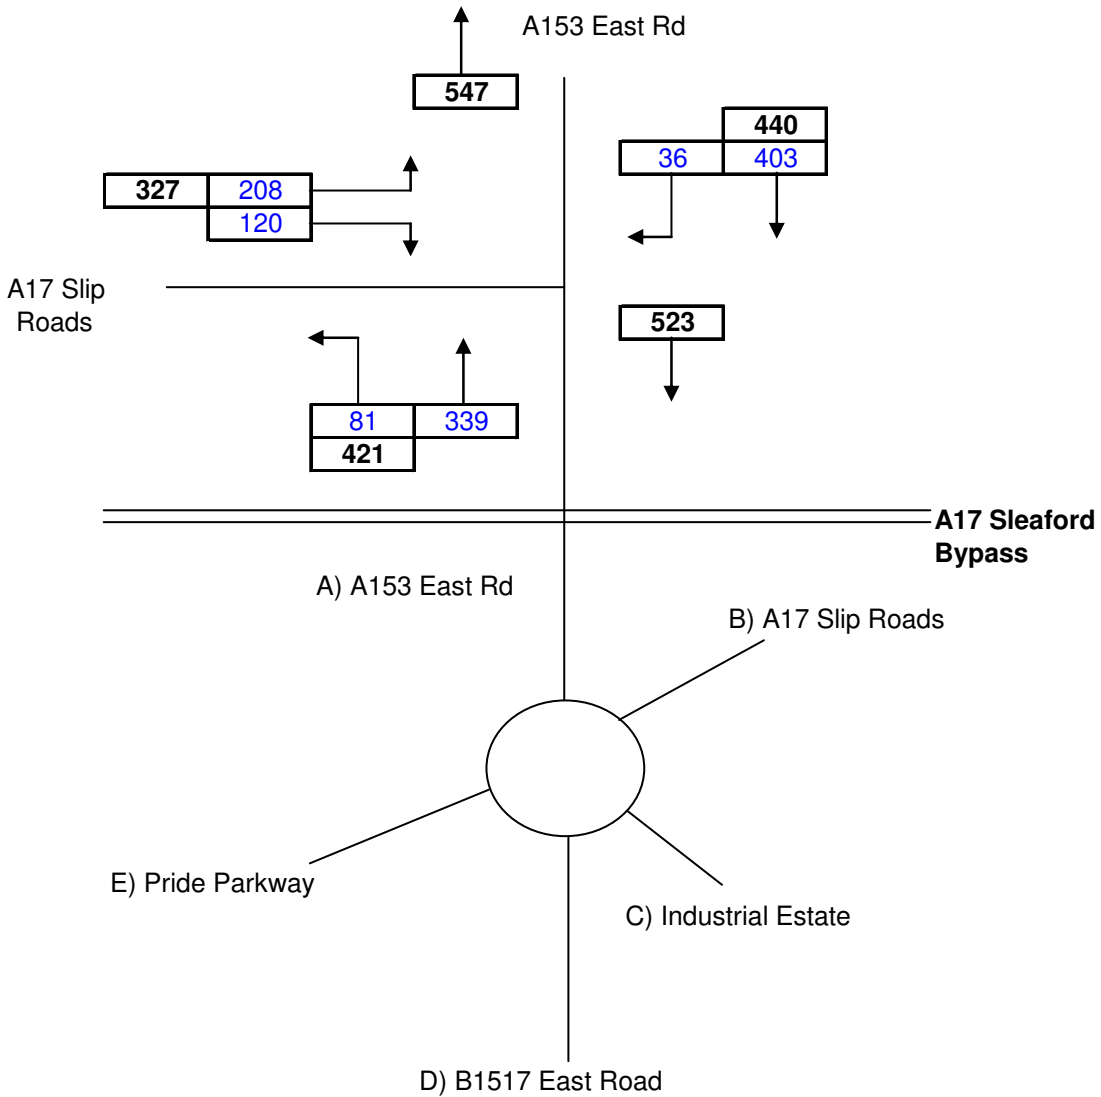 A153 East Rd
547
440
36 403
327 208
120
A17 Slip
Roads
523
81 339
421
A17 Sleaford
Bypass
A) A153 East Rd
B) A17 Slip Roads
E) Pride Parkway
C) Industrial Estate
D) B1517 East Road